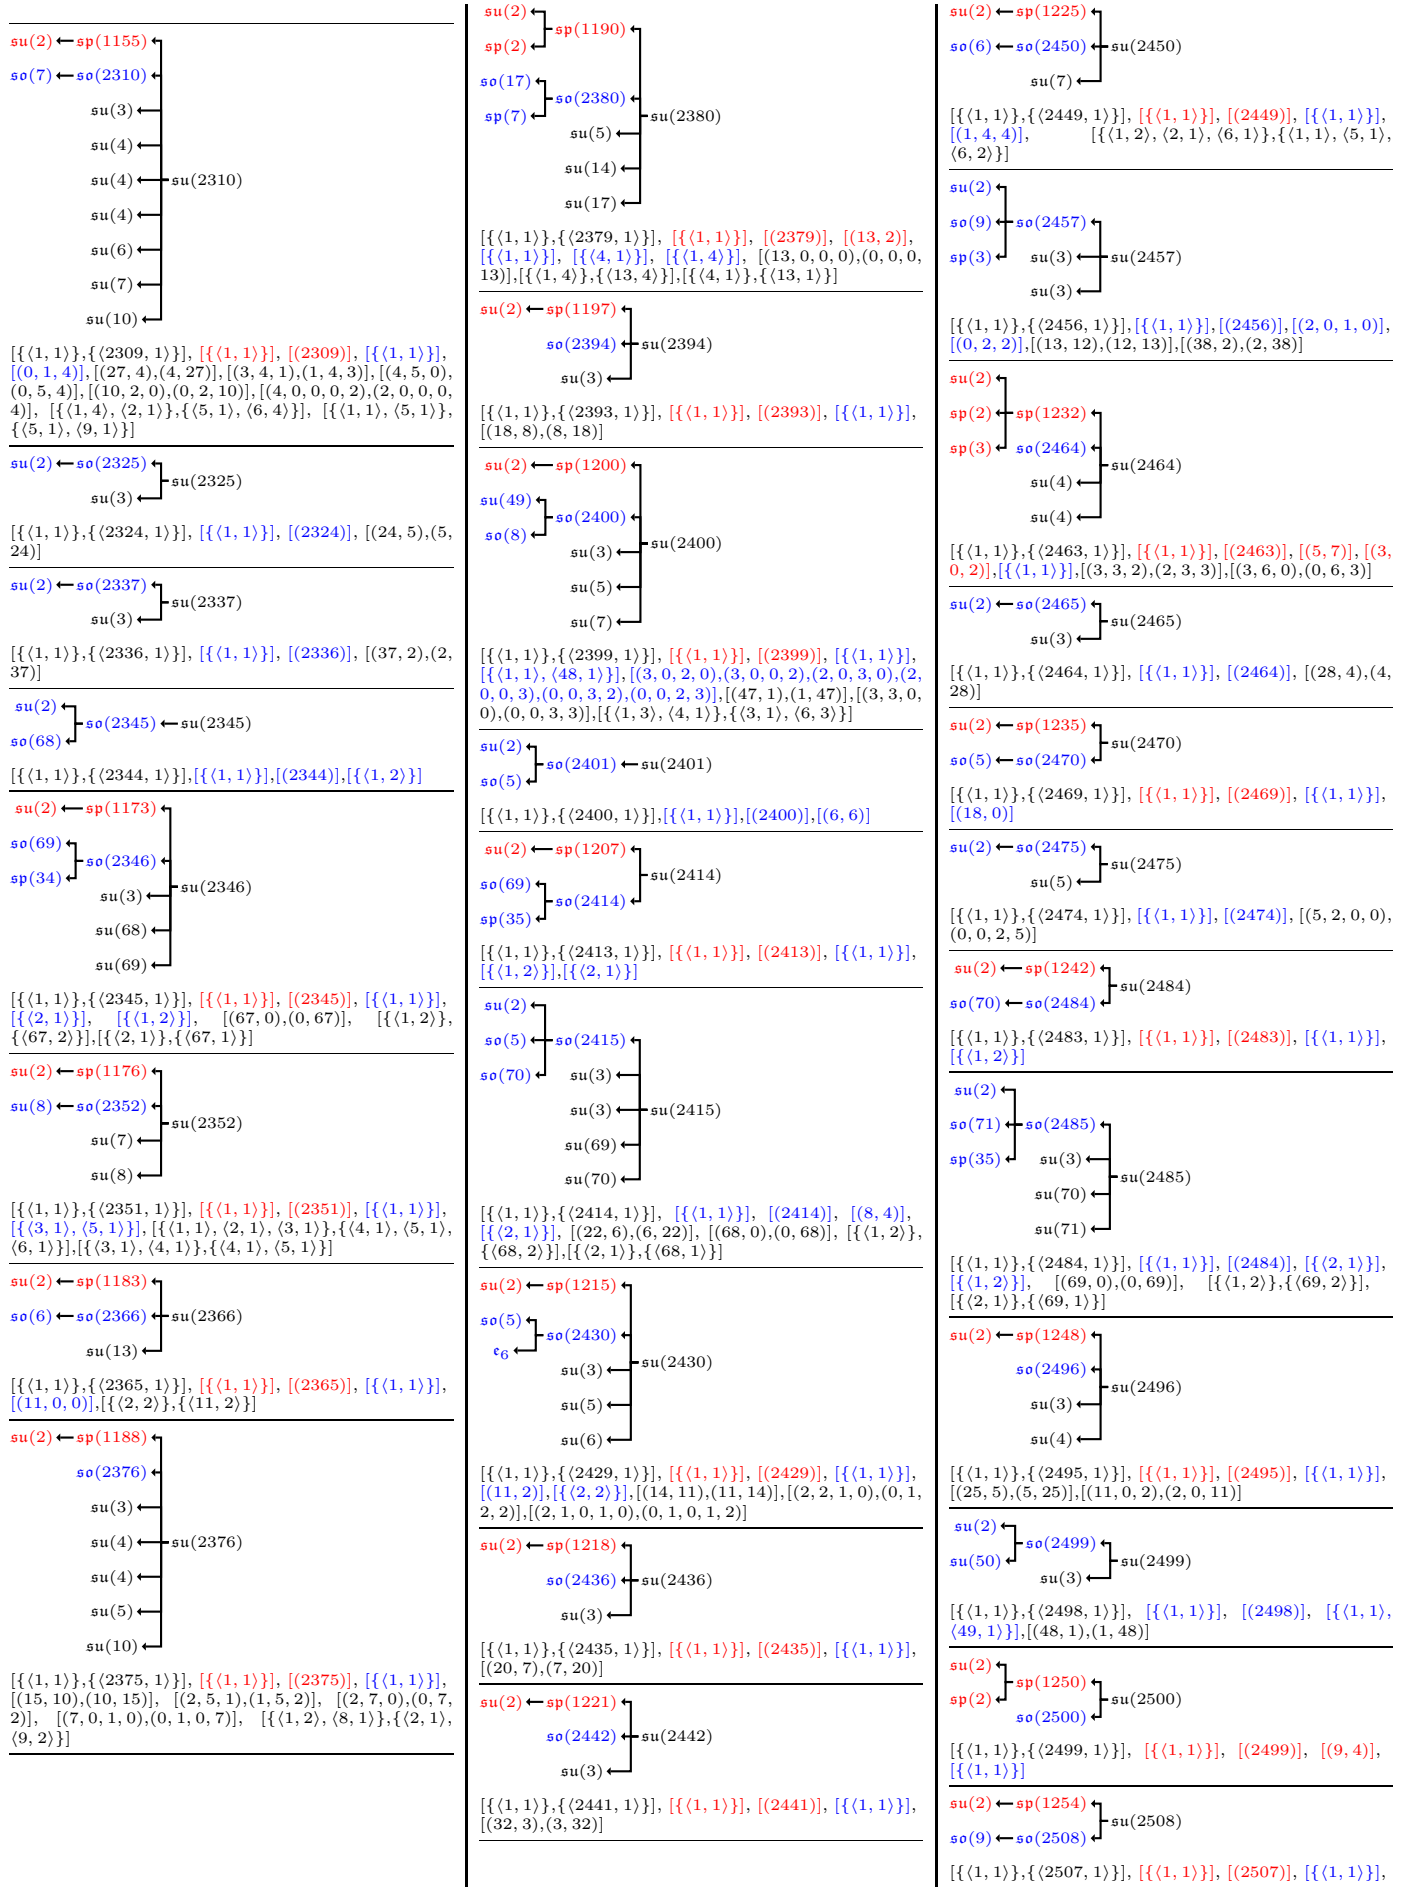 𝔰𝔲(2) 𝔰𝔭(1155)
𝔰𝔬(7) 𝔰𝔬(2310)
𝔰𝔲(3)
𝔰𝔲(4)
𝔰𝔲(4) 𝔰𝔲(2310)
𝔰𝔲(4)
𝔰𝔲(6)
𝔰𝔲(7)
𝔰𝔲(10)
[{⟨1, 1⟩},{⟨2309, 1⟩}], [{⟨1, 1⟩}], [(2309)], [{⟨1, 1⟩}],
[(0, 1, 4)],[(27, 4),(4, 27)],[(3, 4, 1),(1, 4, 3)],[(4, 5, 0),
(0, 5, 4)],[(10, 2, 0),(0, 2, 10)],[(4, 0, 0, 0, 2),(2, 0, 0, 0,
4)], [{⟨1, 4⟩, ⟨2, 1⟩},{⟨5, 1⟩, ⟨6, 4⟩}], [{⟨1, 1⟩, ⟨5, 1⟩},
{⟨5, 1⟩, ⟨9, 1⟩}]
𝔰𝔲(2) 𝔰𝔬(2325)
𝔰𝔲(2325)
𝔰𝔲(3)
[{⟨1, 1⟩},{⟨2324, 1⟩}], [{⟨1, 1⟩}], [(2324)], [(24, 5),(5,
24)]
𝔰𝔲(2) 𝔰𝔬(2337)
𝔰𝔲(2337)
𝔰𝔲(3)
[{⟨1, 1⟩},{⟨2336, 1⟩}], [{⟨1, 1⟩}], [(2336)], [(37, 2),(2,
37)]
𝔰𝔲(2)
𝔰𝔬(2345) 𝔰𝔲(2345)
𝔰𝔬(68)
[{⟨1, 1⟩},{⟨2344, 1⟩}],[{⟨1, 1⟩}],[(2344)],[{⟨1, 2⟩}]
𝔰𝔲(2) 𝔰𝔭(1173)
𝔰𝔬(69)
𝔰𝔬(2346)
𝔰𝔭(34)
𝔰𝔲(2346)
𝔰𝔲(3)
𝔰𝔲(68)
𝔰𝔲(69)
[{⟨1, 1⟩},{⟨2345, 1⟩}], [{⟨1, 1⟩}], [(2345)], [{⟨1, 1⟩}],
[{⟨2, 1⟩}], [{⟨1, 2⟩}], [(67, 0),(0, 67)], [{⟨1, 2⟩},
{⟨67, 2⟩}],[{⟨2, 1⟩},{⟨67, 1⟩}]
𝔰𝔲(2) 𝔰𝔭(1176)
𝔰𝔲(8) 𝔰𝔬(2352)
𝔰𝔲(2352)
𝔰𝔲(7)
𝔰𝔲(8)
[{⟨1, 1⟩},{⟨2351, 1⟩}], [{⟨1, 1⟩}], [(2351)], [{⟨1, 1⟩}],
[{⟨3, 1⟩, ⟨5, 1⟩}], [{⟨1, 1⟩, ⟨2, 1⟩, ⟨3, 1⟩},{⟨4, 1⟩, ⟨5, 1⟩,
⟨6, 1⟩}],[{⟨3, 1⟩, ⟨4, 1⟩},{⟨4, 1⟩, ⟨5, 1⟩}]
𝔰𝔲(2) 𝔰𝔭(1183)
𝔰𝔬(6) 𝔰𝔬(2366) 𝔰𝔲(2366)
𝔰𝔲(13)
[{⟨1, 1⟩},{⟨2365, 1⟩}], [{⟨1, 1⟩}], [(2365)], [{⟨1, 1⟩}],
[(11, 0, 0)],[{⟨2, 2⟩},{⟨11, 2⟩}]
𝔰𝔲(2) 𝔰𝔭(1188)
𝔰𝔬(2376)
𝔰𝔲(3)
𝔰𝔲(4) 𝔰𝔲(2376)
𝔰𝔲(4)
𝔰𝔲(5)
𝔰𝔲(10)
[{⟨1, 1⟩},{⟨2375, 1⟩}], [{⟨1, 1⟩}], [(2375)], [{⟨1, 1⟩}],
[(15, 10),(10, 15)], [(2, 5, 1),(1, 5, 2)], [(2, 7, 0),(0, 7,
2)], [(7, 0, 1, 0),(0, 1, 0, 7)], [{⟨1, 2⟩, ⟨8, 1⟩},{⟨2, 1⟩,
⟨9, 2⟩}]
𝔰𝔲(2)
𝔰𝔭(1190)
𝔰𝔭(2)
𝔰𝔬(17)
𝔰𝔬(2380)
𝔰𝔭(7)
𝔰𝔲(2380)
𝔰𝔲(5)
𝔰𝔲(14)
𝔰𝔲(17)
[{⟨1, 1⟩},{⟨2379, 1⟩}], [{⟨1, 1⟩}], [(2379)], [(13, 2)],
[{⟨1, 1⟩}], [{⟨4, 1⟩}], [{⟨1, 4⟩}], [(13, 0, 0, 0),(0, 0, 0,
13)],[{⟨1, 4⟩},{⟨13, 4⟩}],[{⟨4, 1⟩},{⟨13, 1⟩}]
𝔰𝔲(2) 𝔰𝔭(1197)
𝔰𝔬(2394) 𝔰𝔲(2394)
𝔰𝔲(3)
[{⟨1, 1⟩},{⟨2393, 1⟩}], [{⟨1, 1⟩}], [(2393)], [{⟨1, 1⟩}],
[(18, 8),(8, 18)]
𝔰𝔲(2) 𝔰𝔭(1200)
𝔰𝔲(49)
𝔰𝔬(2400)
𝔰𝔬(8)
𝔰𝔲(2400)
𝔰𝔲(3)
𝔰𝔲(5)
𝔰𝔲(7)
[{⟨1, 1⟩},{⟨2399, 1⟩}], [{⟨1, 1⟩}], [(2399)], [{⟨1, 1⟩}],
[{⟨1, 1⟩, ⟨48, 1⟩}],[(3, 0, 2, 0),(3, 0, 0, 2),(2, 0, 3, 0),(2,
0, 0, 3),(0, 0, 3, 2),(0, 0, 2, 3)],[(47, 1),(1, 47)],[(3, 3, 0,
0),(0, 0, 3, 3)],[{⟨1, 3⟩, ⟨4, 1⟩},{⟨3, 1⟩, ⟨6, 3⟩}]
𝔰𝔲(2)
𝔰𝔬(2401) 𝔰𝔲(2401)
𝔰𝔬(5)
[{⟨1, 1⟩},{⟨2400, 1⟩}],[{⟨1, 1⟩}],[(2400)],[(6, 6)]
𝔰𝔲(2) 𝔰𝔭(1207)
𝔰𝔲(2414)
𝔰𝔬(69)
𝔰𝔬(2414)
𝔰𝔭(35)
[{⟨1, 1⟩},{⟨2413, 1⟩}], [{⟨1, 1⟩}], [(2413)], [{⟨1, 1⟩}],
[{⟨1, 2⟩}],[{⟨2, 1⟩}]
𝔰𝔲(2)
𝔰𝔬(5) 𝔰𝔬(2415)
𝔰𝔬(70) 𝔰𝔲(3)
𝔰𝔲(3) 𝔰𝔲(2415)
𝔰𝔲(69)
𝔰𝔲(70)
[{⟨1, 1⟩},{⟨2414, 1⟩}], [{⟨1, 1⟩}], [(2414)], [(8, 4)],
[{⟨2, 1⟩}], [(22, 6),(6, 22)], [(68, 0),(0, 68)], [{⟨1, 2⟩},
{⟨68, 2⟩}],[{⟨2, 1⟩},{⟨68, 1⟩}]
𝔰𝔲(2) 𝔰𝔭(1215)
𝔰𝔬(5)
𝔰𝔬(2430)
𝔢6
𝔰𝔲(2430)
𝔰𝔲(3)
𝔰𝔲(5)
𝔰𝔲(6)
[{⟨1, 1⟩},{⟨2429, 1⟩}], [{⟨1, 1⟩}], [(2429)], [{⟨1, 1⟩}],
[(11, 2)],[{⟨2, 2⟩}],[(14, 11),(11, 14)],[(2, 2, 1, 0),(0, 1,
2, 2)],[(2, 1, 0, 1, 0),(0, 1, 0, 1, 2)]
𝔰𝔲(2) 𝔰𝔭(1218)
𝔰𝔬(2436) 𝔰𝔲(2436)
𝔰𝔲(3)
[{⟨1, 1⟩},{⟨2435, 1⟩}], [{⟨1, 1⟩}], [(2435)], [{⟨1, 1⟩}],
[(20, 7),(7, 20)]
𝔰𝔲(2) 𝔰𝔭(1221)
𝔰𝔬(2442) 𝔰𝔲(2442)
𝔰𝔲(3)
[{⟨1, 1⟩},{⟨2441, 1⟩}], [{⟨1, 1⟩}], [(2441)], [{⟨1, 1⟩}],
[(32, 3),(3, 32)]
𝔰𝔲(2) 𝔰𝔭(1225)
𝔰𝔬(6) 𝔰𝔬(2450) 𝔰𝔲(2450)
𝔰𝔲(7)
[{⟨1, 1⟩},{⟨2449, 1⟩}], [{⟨1, 1⟩}], [(2449)], [{⟨1, 1⟩}],
[(1, 4, 4)], [{⟨1, 2⟩, ⟨2, 1⟩, ⟨6, 1⟩},{⟨1, 1⟩, ⟨5, 1⟩,
⟨6, 2⟩}]
𝔰𝔲(2)
𝔰𝔬(9) 𝔰𝔬(2457)
𝔰𝔭(3) 𝔰𝔲(3) 𝔰𝔲(2457)
𝔰𝔲(3)
[{⟨1, 1⟩},{⟨2456, 1⟩}],[{⟨1, 1⟩}],[(2456)],[(2, 0, 1, 0)],
[(0, 2, 2)],[(13, 12),(12, 13)],[(38, 2),(2, 38)]
𝔰𝔲(2)
𝔰𝔭(2) 𝔰𝔭(1232)
𝔰𝔭(3) 𝔰𝔬(2464)
𝔰𝔲(2464)
𝔰𝔲(4)
𝔰𝔲(4)
[{⟨1, 1⟩},{⟨2463, 1⟩}], [{⟨1, 1⟩}], [(2463)], [(5, 7)], [(3,
0, 2)],[{⟨1, 1⟩}],[(3, 3, 2),(2, 3, 3)],[(3, 6, 0),(0, 6, 3)]
𝔰𝔲(2) 𝔰𝔬(2465)
𝔰𝔲(2465)
𝔰𝔲(3)
[{⟨1, 1⟩},{⟨2464, 1⟩}], [{⟨1, 1⟩}], [(2464)], [(28, 4),(4,
28)]
𝔰𝔲(2) 𝔰𝔭(1235)
𝔰𝔲(2470)
𝔰𝔬(5) 𝔰𝔬(2470)
[{⟨1, 1⟩},{⟨2469, 1⟩}], [{⟨1, 1⟩}], [(2469)], [{⟨1, 1⟩}],
[(18, 0)]
𝔰𝔲(2) 𝔰𝔬(2475)
𝔰𝔲(2475)
𝔰𝔲(5)
[{⟨1, 1⟩},{⟨2474, 1⟩}], [{⟨1, 1⟩}], [(2474)], [(5, 2, 0, 0),
(0, 0, 2, 5)]
𝔰𝔲(2) 𝔰𝔭(1242)
𝔰𝔲(2484)
𝔰𝔬(70) 𝔰𝔬(2484)
[{⟨1, 1⟩},{⟨2483, 1⟩}], [{⟨1, 1⟩}], [(2483)], [{⟨1, 1⟩}],
[{⟨1, 2⟩}]
𝔰𝔲(2)
𝔰𝔬(71) 𝔰𝔬(2485)
𝔰𝔭(35) 𝔰𝔲(3)
𝔰𝔲(2485)
𝔰𝔲(70)
𝔰𝔲(71)
[{⟨1, 1⟩},{⟨2484, 1⟩}], [{⟨1, 1⟩}], [(2484)], [{⟨2, 1⟩}],
[{⟨1, 2⟩}], [(69, 0),(0, 69)], [{⟨1, 2⟩},{⟨69, 2⟩}],
[{⟨2, 1⟩},{⟨69, 1⟩}]
𝔰𝔲(2) 𝔰𝔭(1248)
𝔰𝔬(2496)
𝔰𝔲(2496)
𝔰𝔲(3)
𝔰𝔲(4)
[{⟨1, 1⟩},{⟨2495, 1⟩}], [{⟨1, 1⟩}], [(2495)], [{⟨1, 1⟩}],
[(25, 5),(5, 25)],[(11, 0, 2),(2, 0, 11)]
𝔰𝔲(2)
𝔰𝔬(2499)
𝔰𝔲(50) 𝔰𝔲(2499)
𝔰𝔲(3)
[{⟨1, 1⟩},{⟨2498, 1⟩}], [{⟨1, 1⟩}], [(2498)], [{⟨1, 1⟩,
⟨49, 1⟩}],[(48, 1),(1, 48)]
𝔰𝔲(2)
𝔰𝔭(1250)
𝔰𝔭(2) 𝔰𝔲(2500)
𝔰𝔬(2500)
[{⟨1, 1⟩},{⟨2499, 1⟩}], [{⟨1, 1⟩}], [(2499)], [(9, 4)],
[{⟨1, 1⟩}]
𝔰𝔲(2) 𝔰𝔭(1254)
𝔰𝔲(2508)
𝔰𝔬(9) 𝔰𝔬(2508)
[{⟨1, 1⟩},{⟨2507, 1⟩}], [{⟨1, 1⟩}], [(2507)], [{⟨1, 1⟩}],